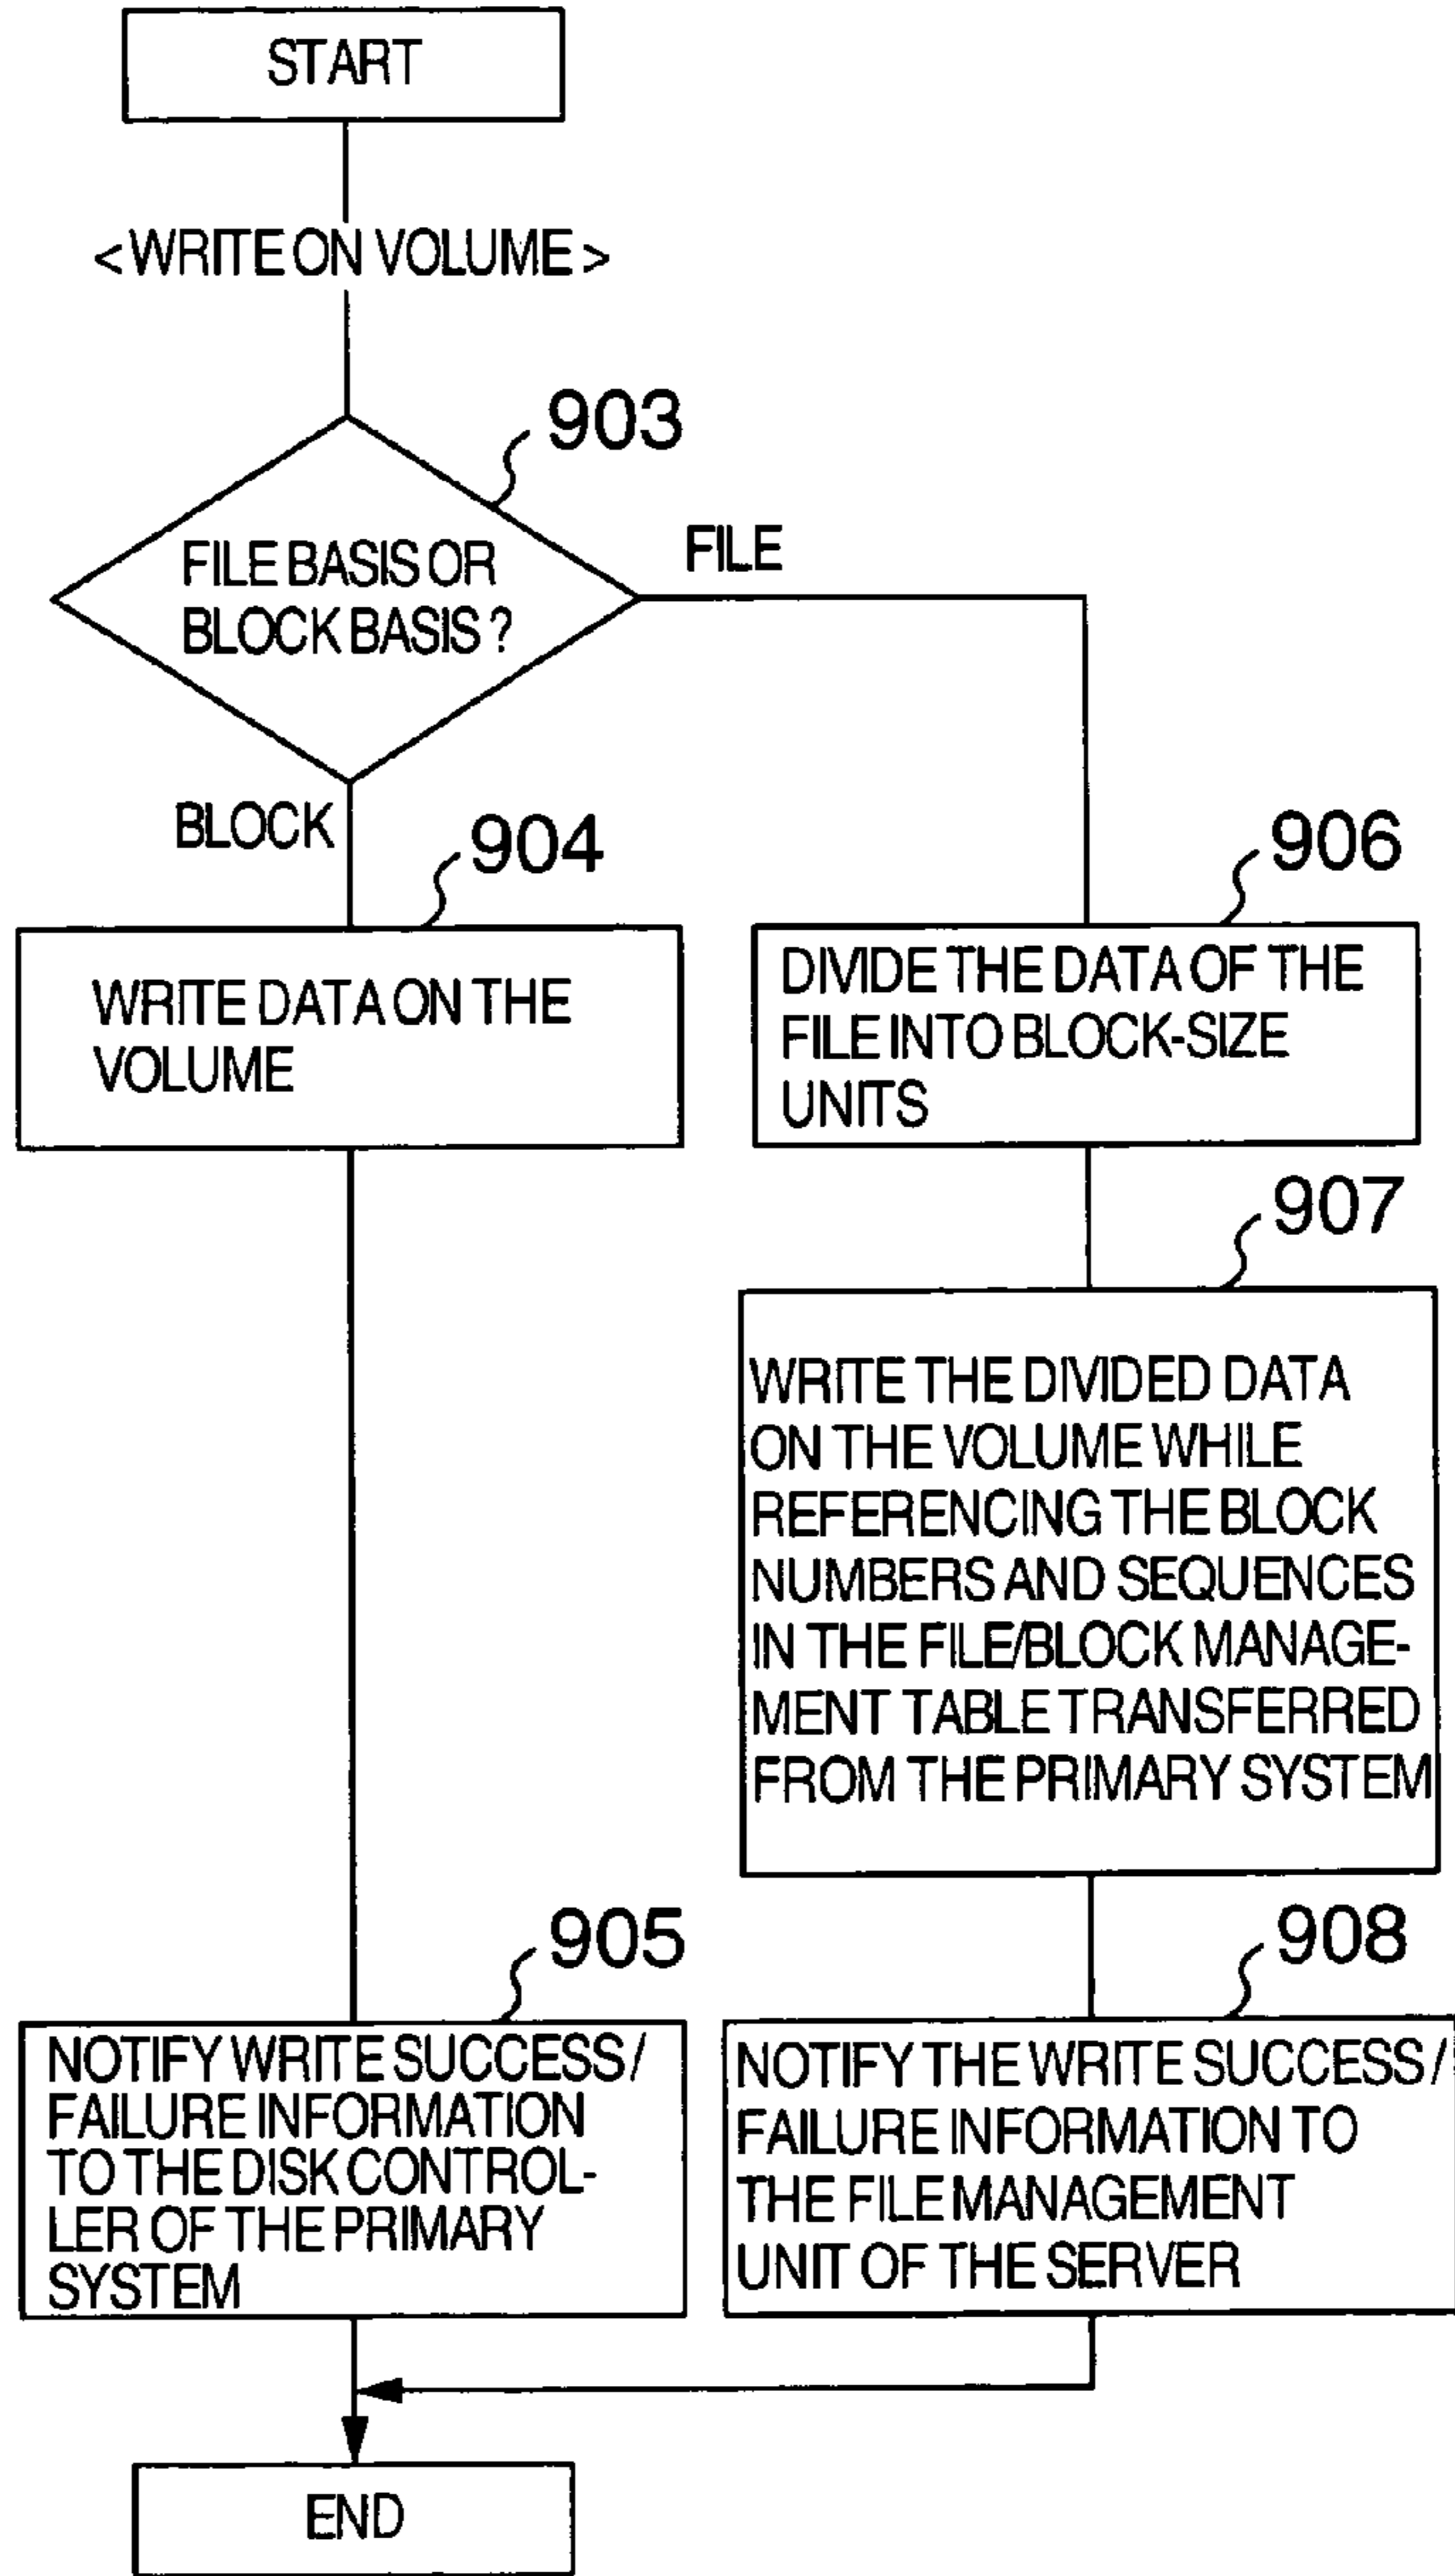 START
<WRITE ON VOLUME>
903
FILE BASIS OR
BLOCK BASIS ?
FILE
BLOCK
904
WRITE DATA ON THE
VOLUME
906
DIVIDE THE DATA OF THE
FILE INTO BLOCK-SIZE
UNITS
907
WRITE THE DIVIDED DATA
ON THE VOLUME WHILE
REFERENCING THE BLOCK
NUMBERS AND SEQUENCES
IN THE FILE/BLOCK MANAGE-
MENT TABLE TRANSFERRED
FROM THE PRIMARY SYSTEM
905
NOTIFY WRITE SUCCESS /
FAILURE INFORMATION
TO THE DISK CONTROL-
LER OF THE PRIMARY
SYSTEM
908
NOTIFY THE WRITE SUCCESS /
FAILURE INFORMATION TO
THE FILE MANAGEMENT
UNIT OF THE SERVER
END